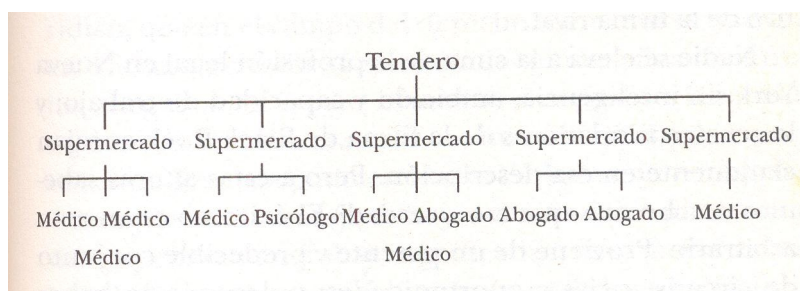 Tendero
Supermercado Supermercado Supermercado Supermercado Supermercado
Médico Médico Médico Psicólogo Médico Abogado Abogado Abogado Médico
Médico Médico